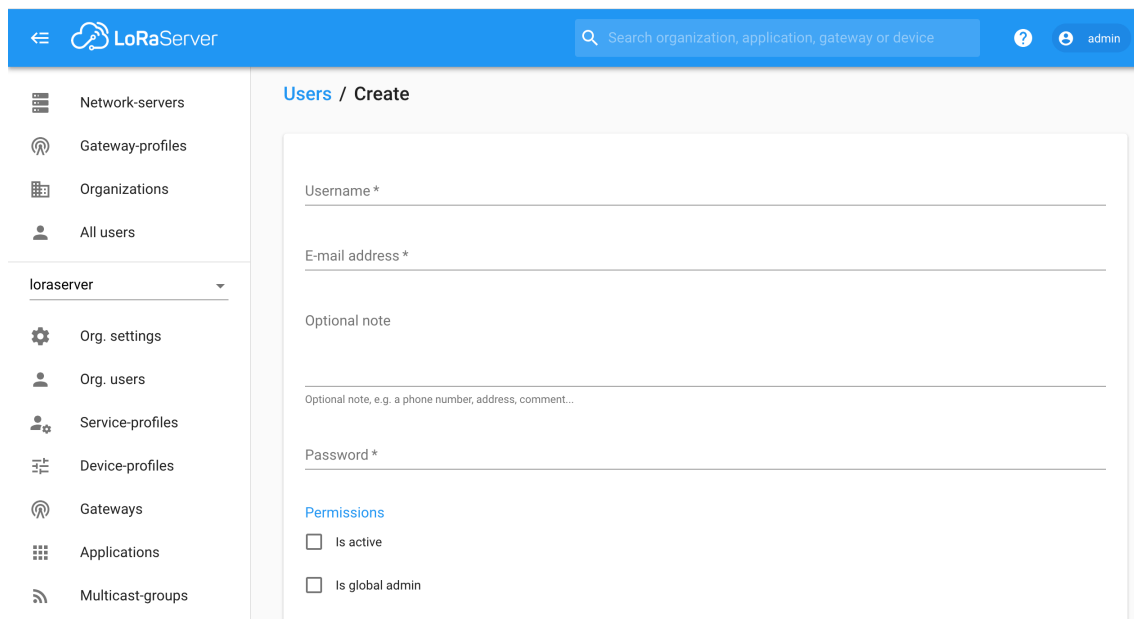 LoRaServer
Search organization, application, gateway or device
?
admin
Network-servers
Gateway-profiles
Organizations
All users
loraserver
Org. settings
Org. users
Service-profiles
Device-profiles
Gateways
Applications
Multicast-groups
Users / Create
Username *
E-mail address *
Optional note
Optional note, e.g. a phone number, address, comment...
Password *
Permissions
Is active
Is global admin